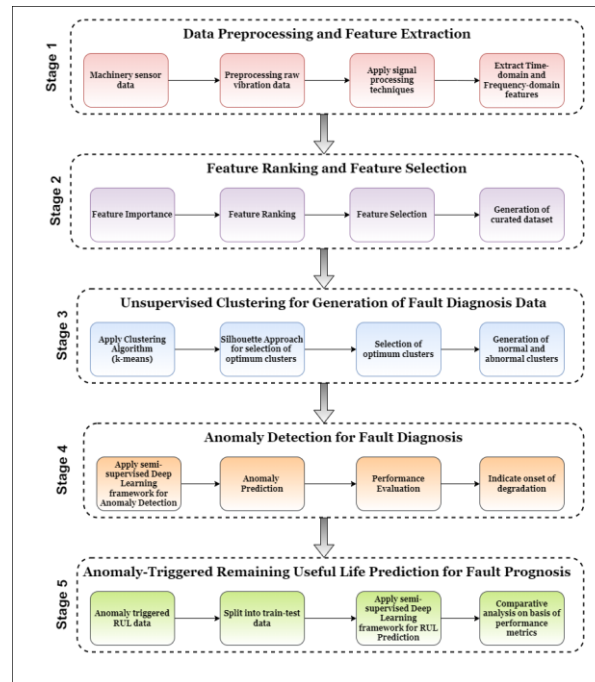 Stage 1
Data Preprocessing and Feature Extraction
Machinery sensor
data
Preprocessing raw
vibration data
Apply signal
processing
techniques
Extract Time-
domain and
Frequency-domain
features
Stage 2
Feature Ranking and Feature Selection
Feature Importance
Feature Ranking
Feature Selection
Generation of
curated dataset
Stage 3
Unsupervised Clustering for Generation of Fault Diagnosis Data
Apply Clustering
Algorithm
(k-means)
Silhouette Approach
for selection of
optimum clusters
Selection of
optimum clusters
Generation of
normal and
abnormal clusters
Stage 4
Anomaly Detection for Fault Diagnosis
Apply semi-
supervised Deep
Learning
framework for
Anomaly Detection
Anomaly
Prediction
Performance
Evaluation
Indicate onset of
degradation
Stage 5
Anomaly-Triggered Remaining Useful Life Prediction for Fault Prognosis
Anomaly triggered
RUL data
Split into train-test
data
Apply semi-
supervised Deep
Learning
framework for RUL
Prediction
Comparative
analysis on basis of
performance
metrics